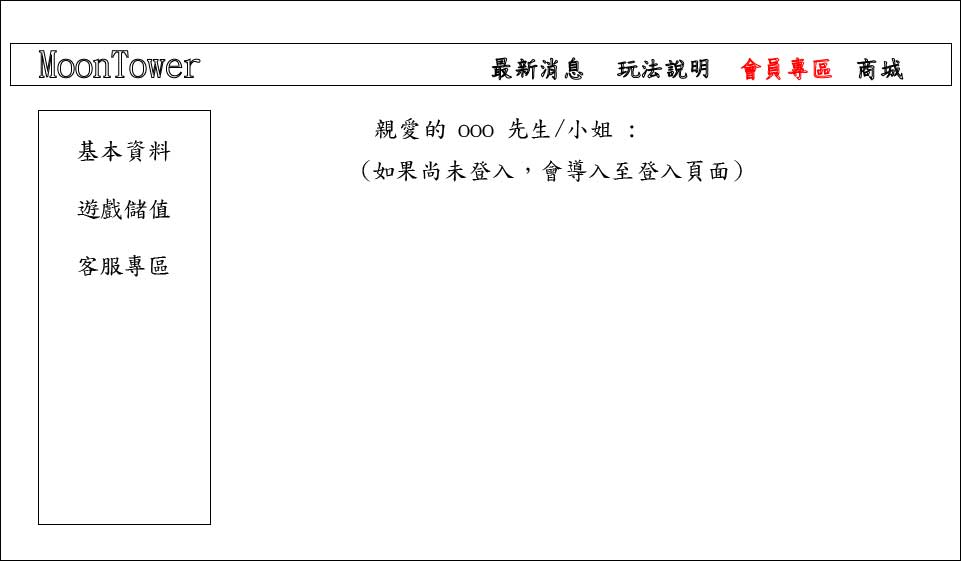 MoonTower 最新消息 玩法說明 會員專區 商城
基本資料
遊戲儲值
客服專區
親愛的 ooo 先生/小姐 :
(如果尚未登入，會導入至登入頁面)